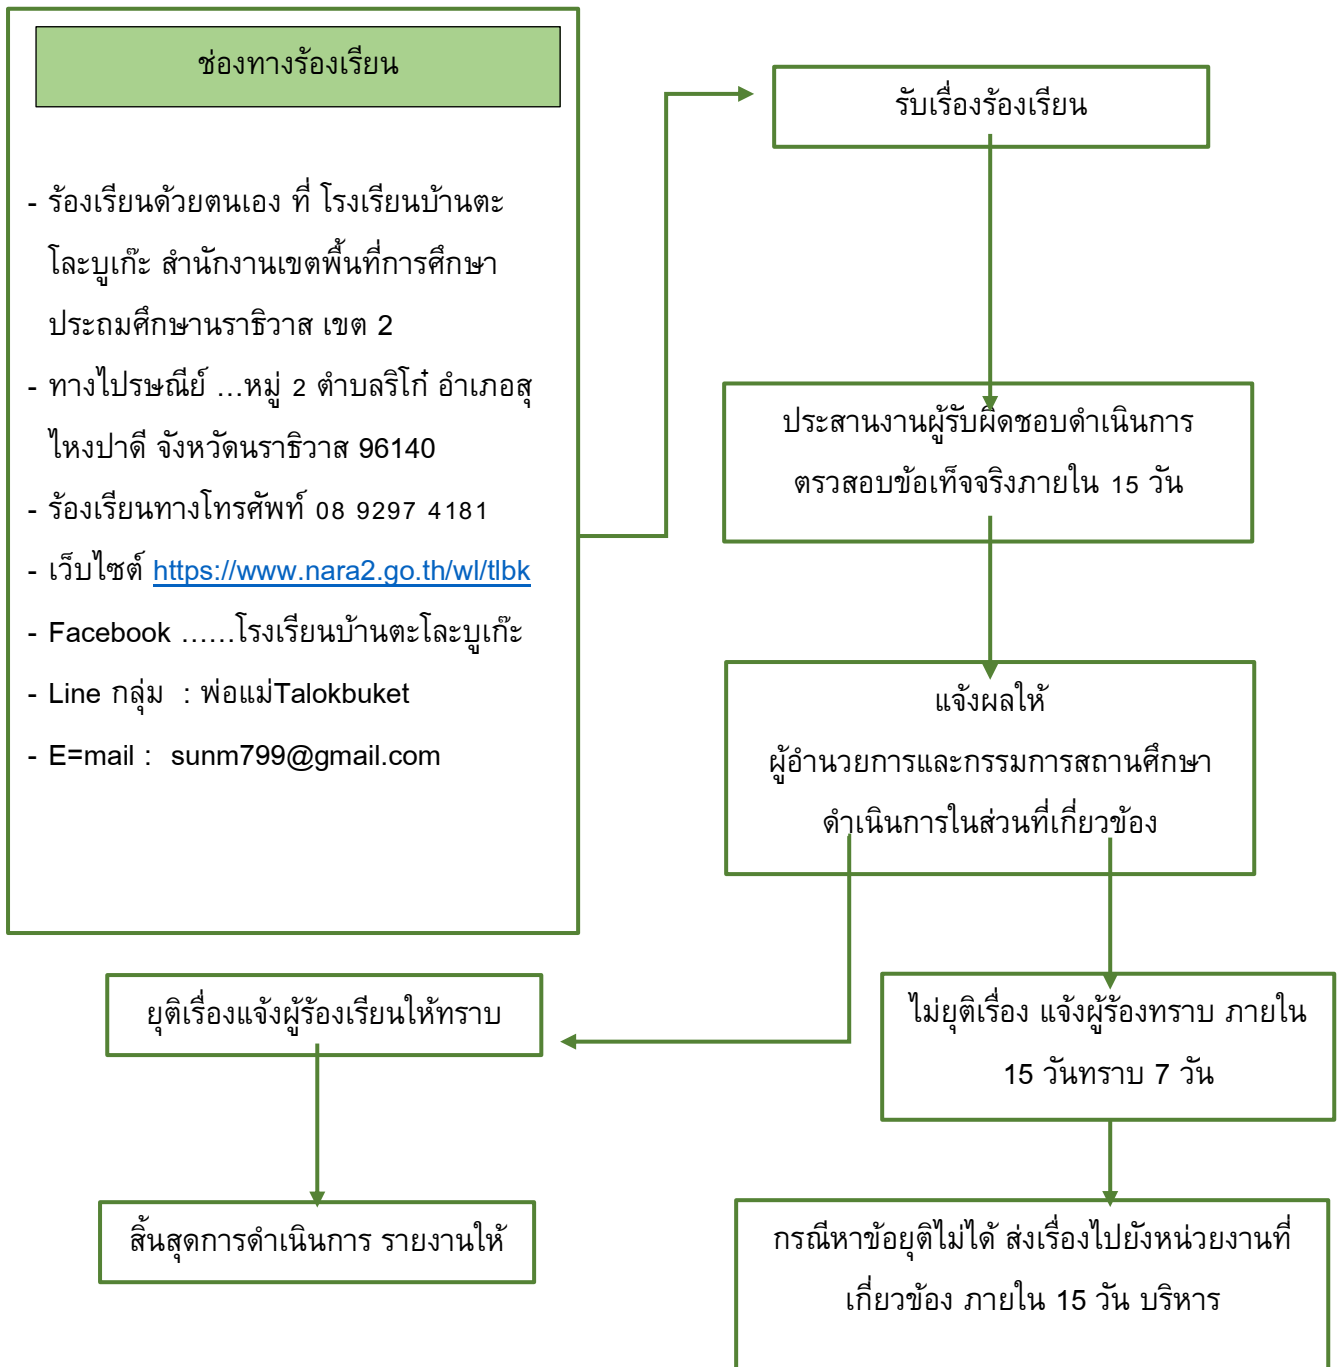 ช่องทางร้องเรียน
- ร้องเรียนด้วยตนเอง ที่ โรงเรียนบ้านตะ
โละบูเก๊ะ สำนักงานเขตพื้นที่การศึกษา
ประถมศึกษานราธิวาส เขต 2
- ทางไปรษณีย์ ...หมู่ 2 ตำบลริโก๋ อำเภอสุ
ไหงปาดี จังหวัดนราธิวาส 96140
- ร้องเรียนทางโทรศัพท์ 08 9297 4181
- เว็บไซต์ https://www.nara2.go.th/wl/tlbk
- Facebook ......โรงเรียนบ้านตะโละบูเก๊ะ
- Line กลุ่ม : พ่อแม่Talokbuket
- E=mail : sunm799@gmail.com
รับเรื่องร้องเรียน
ประสานงานผู้รับผิดชอบดำเนินการ
ตรวสอบข้อเท็จจริงภายใน 15 วัน
แจ้งผลให้
ผู้อำนวยการและกรรมการสถานศึกษา
ดำเนินการในส่วนที่เกี่ยวข้อง
ยุติเรื่องแจ้งผู้ร้องเรียนให้ทราบ
ไม่ยุติเรื่อง แจ้งผู้ร้องทราบ ภายใน
15 วันทราบ 7 วัน
สิ้นสุดการดำเนินการ รายงานให้
กรณีหาข้อยุติไม่ได้ ส่งเรื่องไปยังหน่วยงานที่
เกี่ยวข้อง ภายใน 15 วัน บริหาร